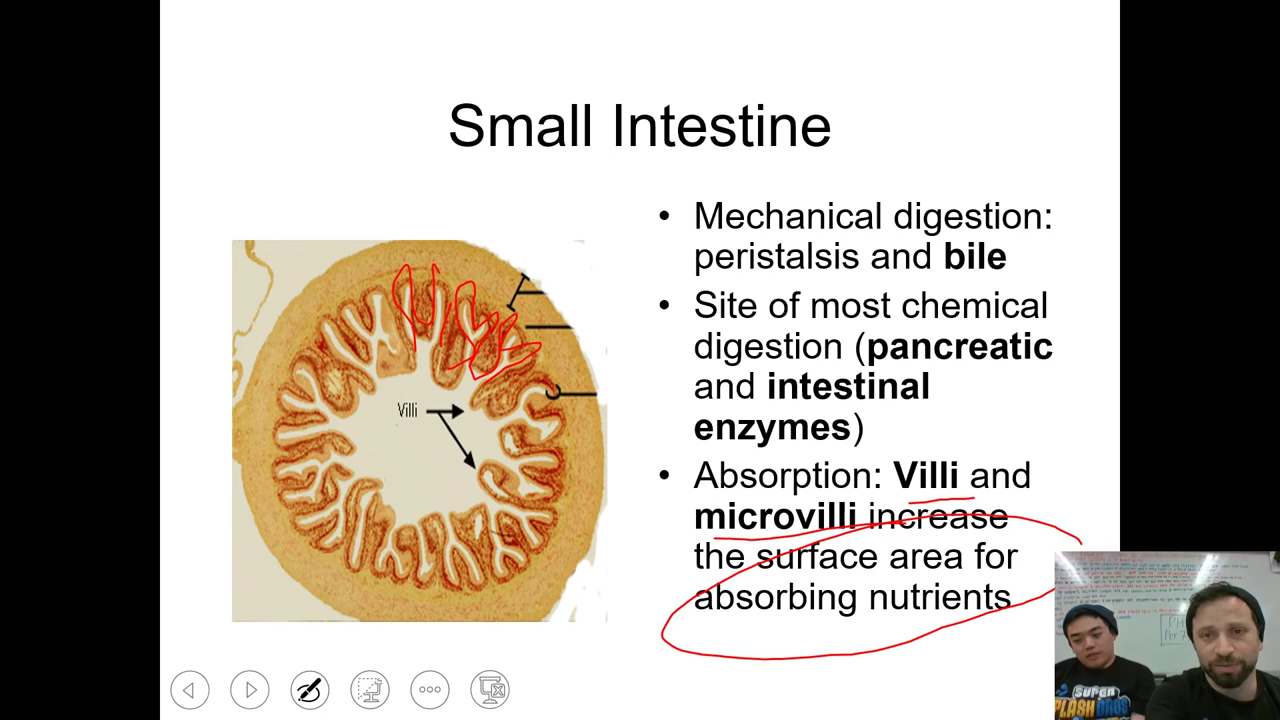 Small Intestine
• Mechanical digestion:
peristalsis and bile
• Site of most chemical
digestion (pancreatic
and intestinal
enzymes)
• Absorption: Villi and
microvilli increase
the surface area for
absorbing nutrients
Villi
SUPER